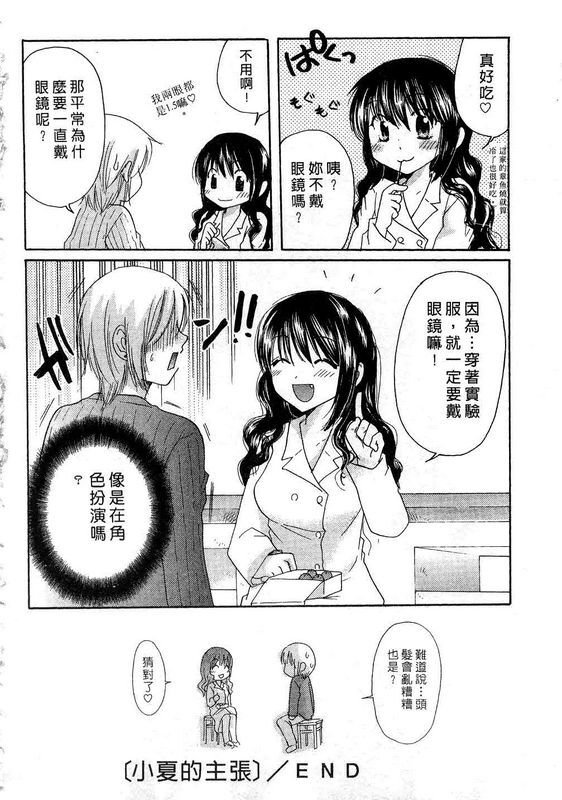 真好吃♡
這家的章魚燒就算
冷了也很好吃。
ぱくっ
もぐもぐ
咦？
妳不戴
眼鏡嗎？
不用啊！
我兩眼都
是1.5嘛。
那平常為什
麼要一直戴
眼鏡呢？
因為…穿著實驗
服，就一定要戴
眼鏡嘛！
ガーン!!
像是在角
色扮演嗎
？
難道說…頭
髮會亂糟糟
也是？
猜對了♡
〔小夏的主張〕／END